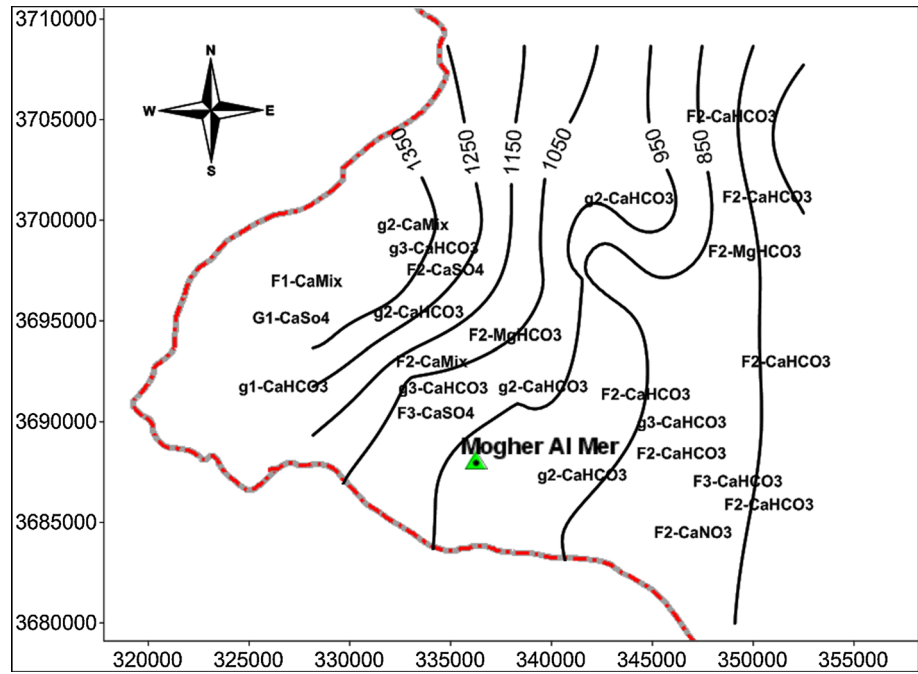 3710000
N
W
E
S
3705000
1350
1250
1150
1050
950
850
F2-CaHCO3
3700000
g2-CaHCO3
F2-CaHCO3
g2-CaMix
g3-CaHCO3
F2-MgHCO3
F2-CaSO4
F1-CaMix
3695000
G1-CaSo4
g2-CaHCO3
F2-MgHCO3
F2-CaMix
F2-CaHCO3
g1-CaHCO3
g3-CaHCO3
g2-CaHCO3
F2-CaHCO3
3690000
F3-CaSO4
g3-CaHCO3
Mogher Al Mer
F2-CaHCO3
g2-CaHCO3
F3-CaHCO3
F2-CaHCO3
3685000
F2-CaNO3
3680000
320000 325000 330000 335000 340000 345000 350000 355000